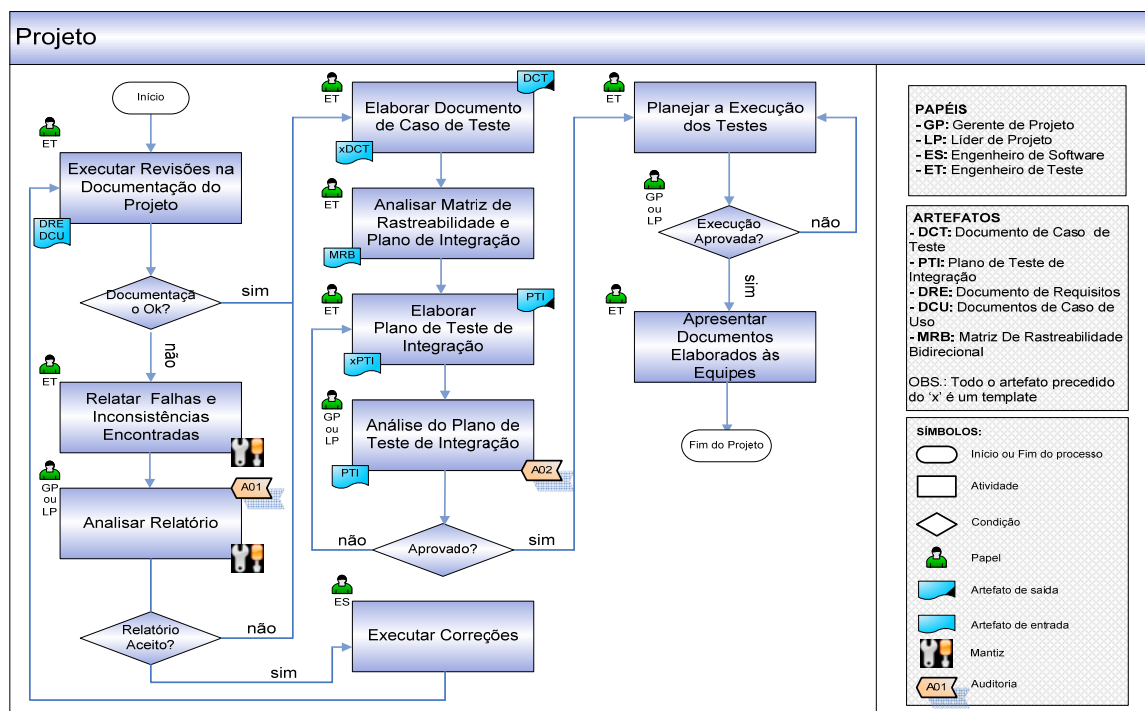 Projeto
Início
ET
Executar Revisões na
Documentação do
Projeto
DRE
DCU
Documentaçã
o Ok?
sim
não
ET
Relatar Falhas e
Inconsistências
Encontradas
GP
ou
LP
A01
Analisar Relatório
Relatório
Aceito?
não
sim
ET
DCT
Elaborar Documento
de Caso de Teste
xDCT
ET
Analisar Matriz de
Rastreabilidade e
Plano de Integração
MRB
ET
PTI
Elaborar
Plano de Teste de
Integração
xPTI
GP
ou
LP
Análise do Plano de
Teste de Integração
PTI
A02
não
Aprovado?
sim
ES
Executar Correções
ET
Planejar a Execução
dos Testes
GP
ou
LP
Execução
Aprovada?
não
sim
ET
Apresentar
Documentos
Elaborados às
Equipes
Fim do Projeto
PAPÉIS
- GP: Gerente de Projeto
- LP: Líder de Projeto
- ES: Engenheiro de Software
- ET: Engenheiro de Teste
ARTEFATOS
- DCT: Documento de Caso de
Teste
- PTI: Plano de Teste de
Integração
- DRE: Documento de Requisitos
- DCU: Documentos de Caso de
Uso
- MRB: Matriz De Rastreabilidade
Bidirecional
OBS.: Todo o artefato precedido
do 'x' é um template
SÍMBOLOS:
Início ou Fim do processo
Atividade
Condição
Papel
Artefato de saída
Artefato de entrada
Mantiz
A01
Auditoria